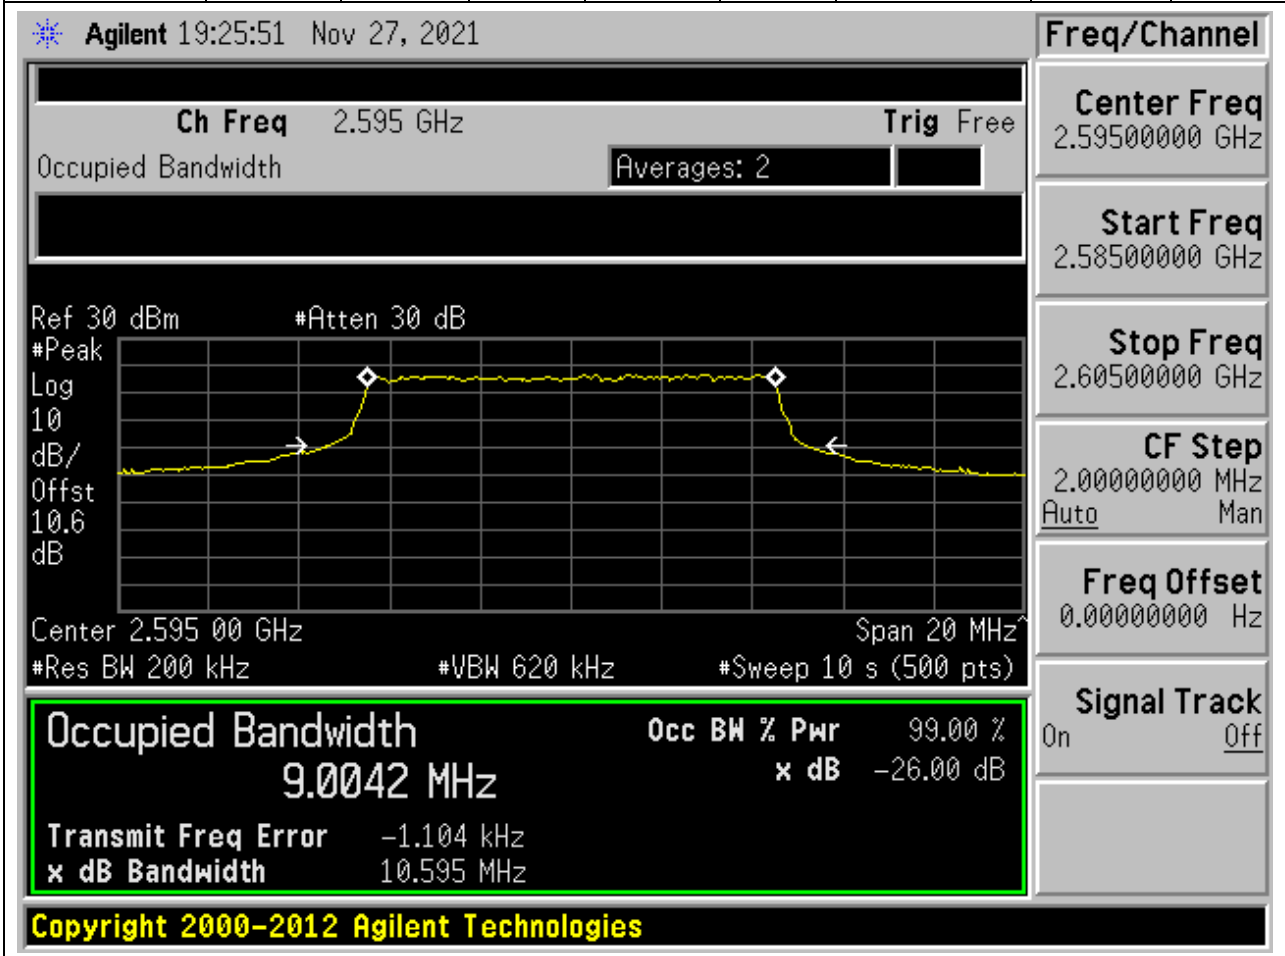 Agilent 19:25:51 Nov 27, 2021
Freq/Channel
Ch Freq 2.595 GHz Trig Free
Occupied Bandwidth Averages: 2
Ref 30 dBm #Atten 30 dB
#Peak
Log
10
dB/
Offst
10.6
dB
Center 2.595 00 GHz Span 20 MHz^
#Res BW 200 kHz #VBW 620 kHz #Sweep 10 s (500 pts)
Occupied Bandwidth
9.0042 MHz
Occ BW % Pwr 99.00 %
x dB -26.00 dB
Transmit Freq Error -1.104 kHz
x dB Bandwidth 10.595 MHz
Copyright 2000-2012 Agilent Technologies
Center Freq
2.59500000 GHz
Start Freq
2.58500000 GHz
Stop Freq
2.60500000 GHz
CF Step
2.00000000 MHz
Auto Man
Freq Offset
0.00000000 Hz
Signal Track
On Off